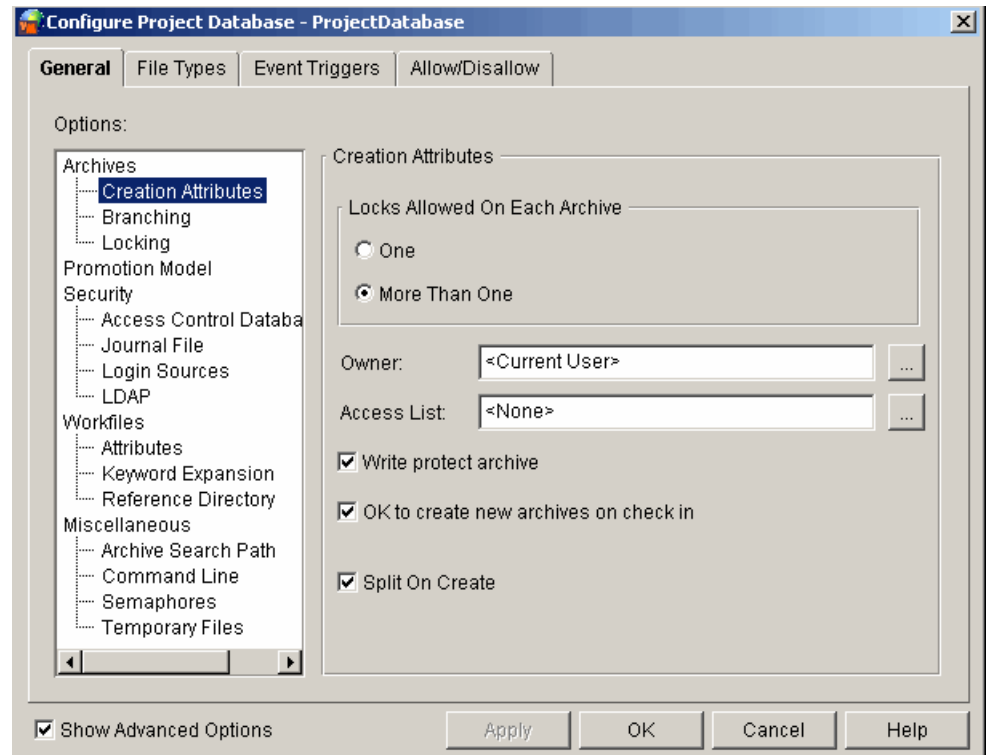 Configure Project Database - ProjectDatabase
General File Types Event Triggers Allow/Disallow
Options:
Archives
Creation Attributes
Branching
Locking
Promotion Model
Security
Access Control Databa
Journal File
Login Sources
LDAP
Workfiles
Attributes
Keyword Expansion
Reference Directory
Miscellaneous
Archive Search Path
Command Line
Semaphores
Temporary Files
Creation Attributes
Locks Allowed On Each Archive
One
More Than One
Owner: <Current User> ...
Access List: <None> ...
Write protect archive
OK to create new archives on check in
Split On Create
Show Advanced Options Apply OK Cancel Help